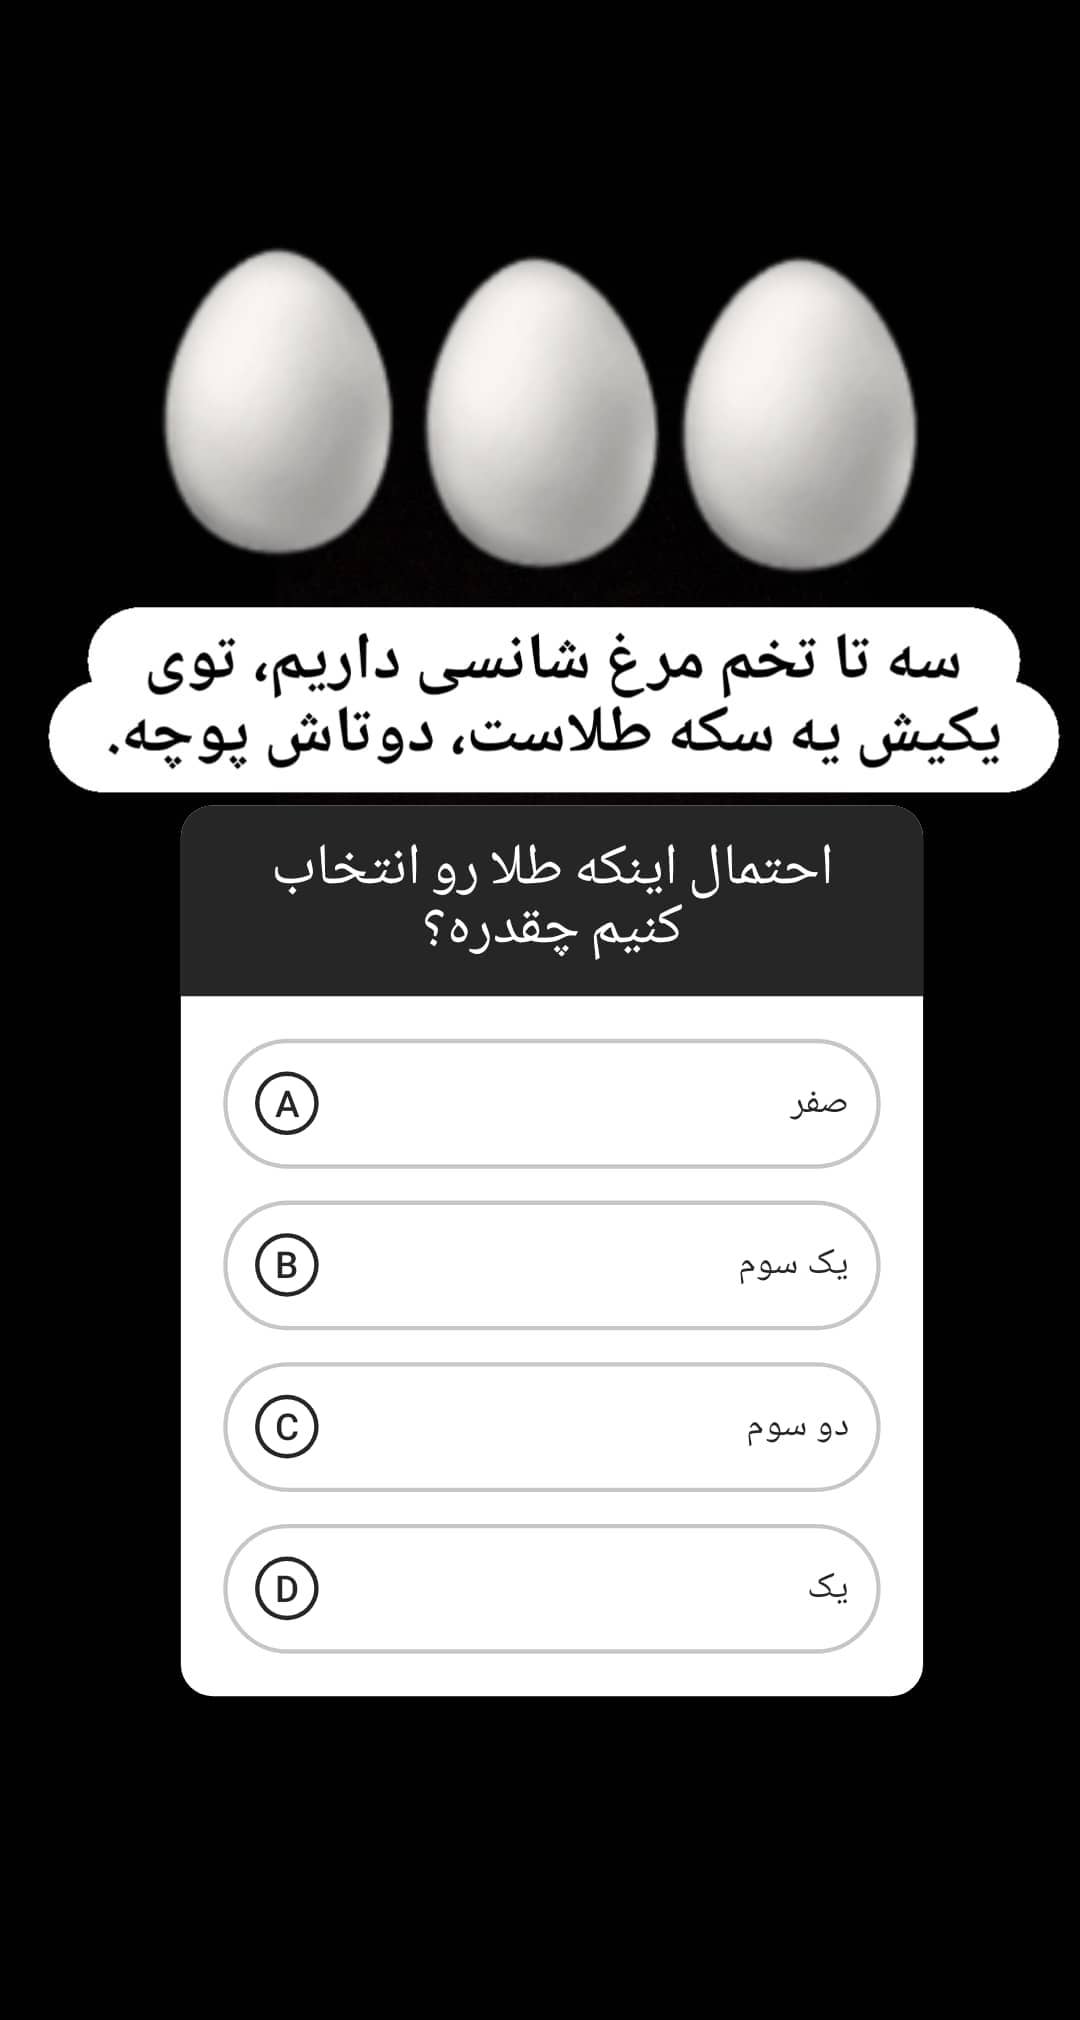 سه تا تخم مرغ شانسی داریم، توی
یکیش یه سکه طلاست، دوتاش پوچه.
احتمال اینکه طلا رو انتخاب
کنیم چقدره؟
A صفر
B یک سوم
C دو سوم
D یک